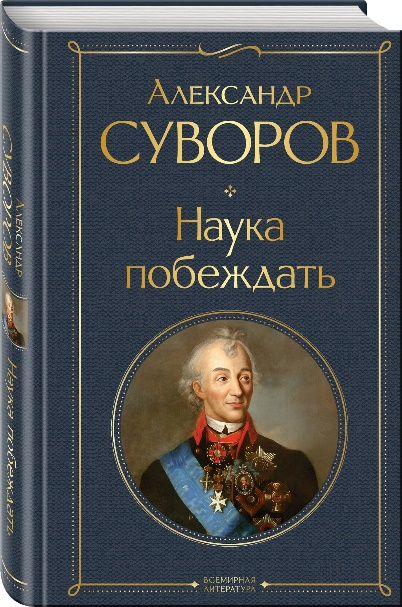 Александр
СУВОРОВ
Наука
побеждать
ВСЕМИРНАЯ
ЛИТЕРАТУРА
Александр
СУВОРОВ
Наука побеждать